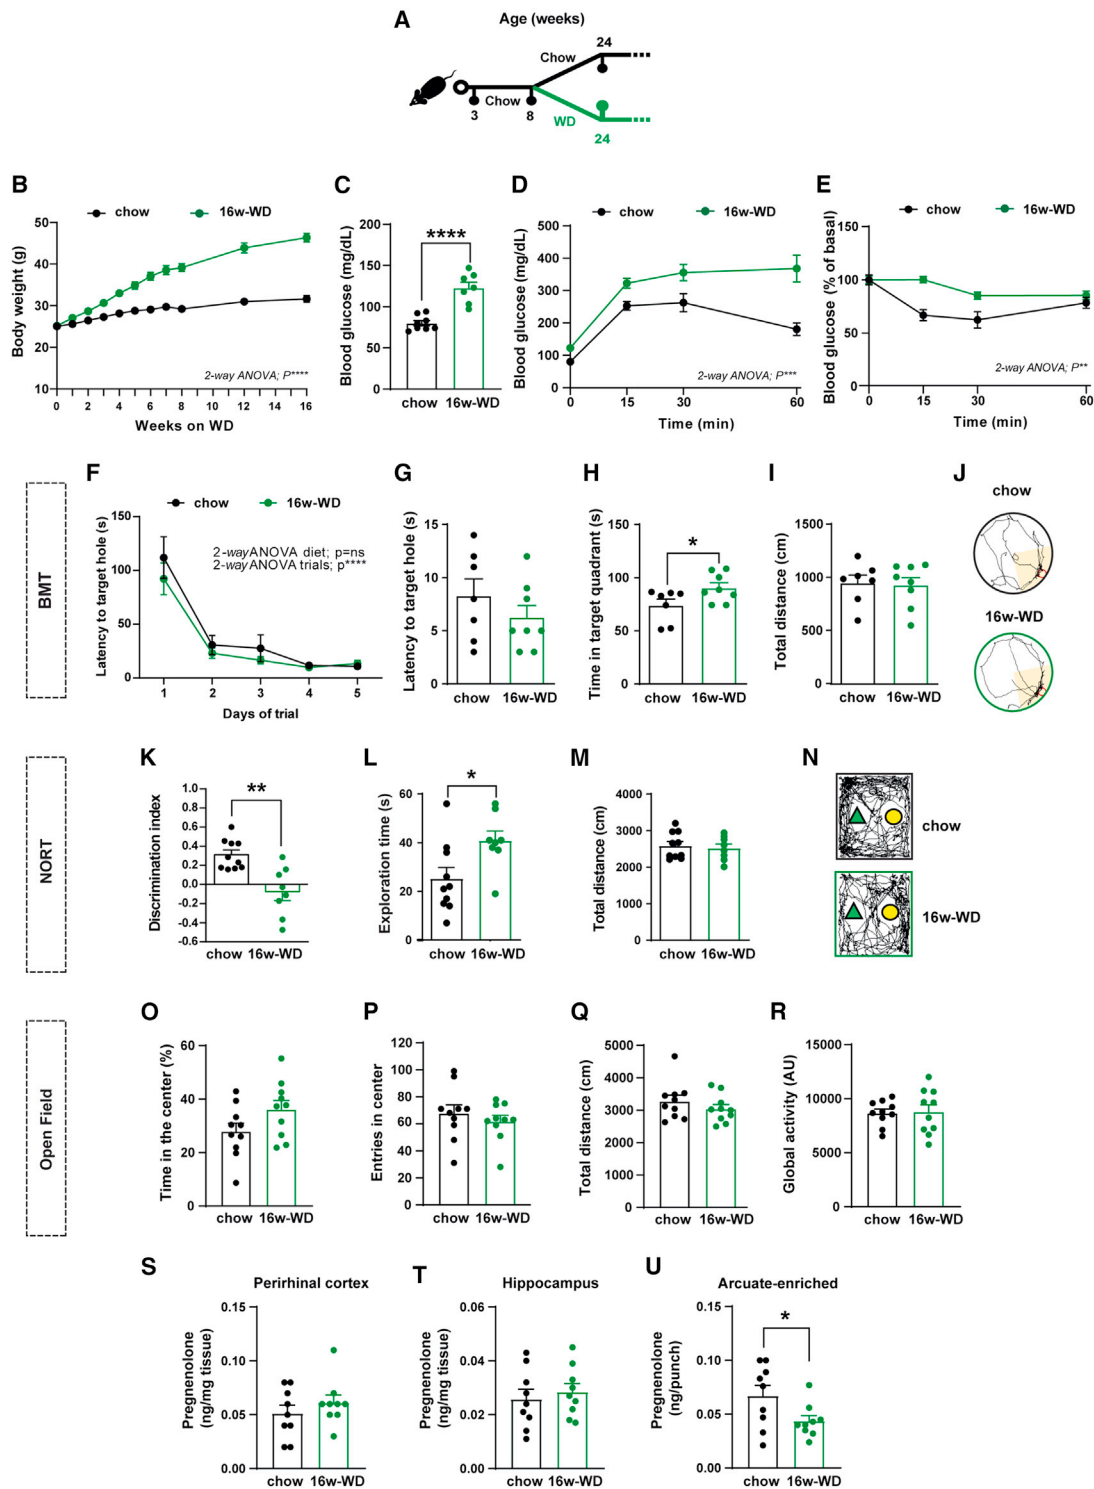 A
Age (weeks)
24
Chow
Chow
3
8
WD
24
B
chow
16w-WD
Body weight (g)
50
40
30
20
10
0
2
4
6
8
10
12
14
16
Weeks on WD
2-way ANOVA; P****
C
Blood glucose (mg/dL)
200
150
100
50
0
****
chow 16w-WD
D
chow
16w-WD
Blood glucose (mg/dL)
500
400
300
200
100
0
0
15
30
60
Time (min)
2-way ANOVA; P***
E
chow
16w-WD
Blood glucose (% of basal)
150
100
50
0
0
15
30
60
Time (min)
2-way ANOVA; P**
BMT
F
chow
16w-WD
Latency to target hole (s)
150
100
50
0
2-wayANOVA diet; p=ns
2-wayANOVA trials; p****
1
2
3
4
5
Days of trial
G
Latency to target hole (s)
15
10
5
0
chow 16w-WD
H
Time in target quadrant (s)
150
100
50
*
chow 16w-WD
I
Total distance (cm)
1500
1000
500
0
chow 16w-WD
J
chow
16w-WD
NORT
K
Discrimination index
1.0
0.8
0.6
0.4
0.2
0.0
-0.2
-0.4
-0.6
**
chow 16w-WD
L
Exploration time (s)
60
40
20
0
*
chow 16w-WD
M
Total distance (cm)
4000
3000
2000
1000
0
chow 16w-WD
N
chow
16w-WD
Open Field
O
Time in the center (%)
60
40
20
0
chow 16w-WD
P
Entries in center
120
100
80
60
40
20
0
chow 16w-WD
Q
Total distance (cm)
5000
4000
3000
2000
1000
0
chow 16w-WD
R
Global activity (AU)
15000
10000
5000
0
chow 16w-WD
S
Perirhinal cortex
Pregnenolone
(ng/mg tissue)
0.15
0.10
0.05
0.00
chow 16w-WD
T
Hippocampus
Pregnenolone
(ng/mg tissue)
0.06
0.04
0.02
0.00
chow 16w-WD
U
Arcuate-enriched
Pregnenolone
(ng/punch)
0.15
0.10
0.05
0.00
*
chow 16w-WD